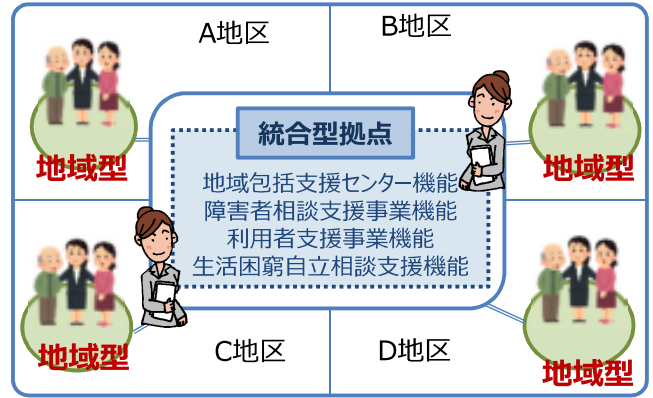 A地区
B地区
地域型
地域型
統合型拠点
地域包括支援センター機能
障害者相談支援事業機能
利用者支援事業機能
生活困窮自立相談支援機能
地域型
地域型
C地区
D地区